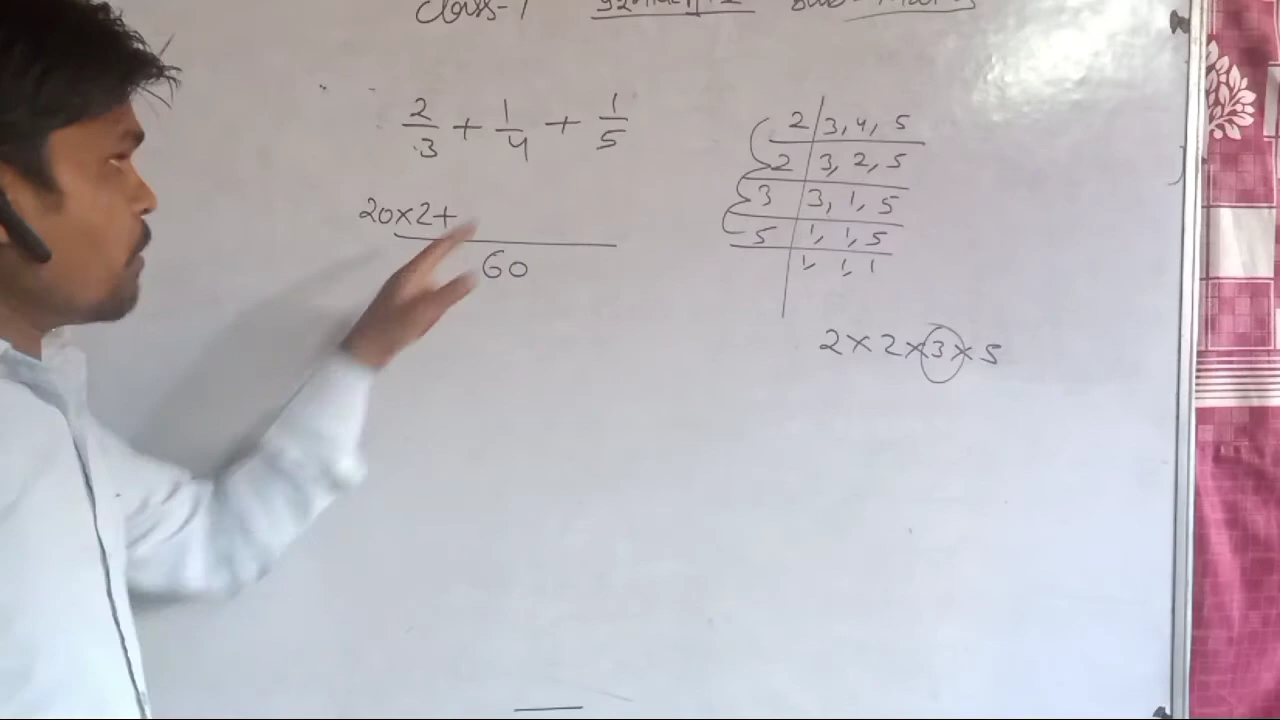 Class-7
2/3 + 1/4 + 1/5
20×2+
60
2 | 3, 4, 5
2 | 3, 2, 5
3 | 3, 1, 5
5 | 1, 1, 5
1, 1, 1
2×2×3×5